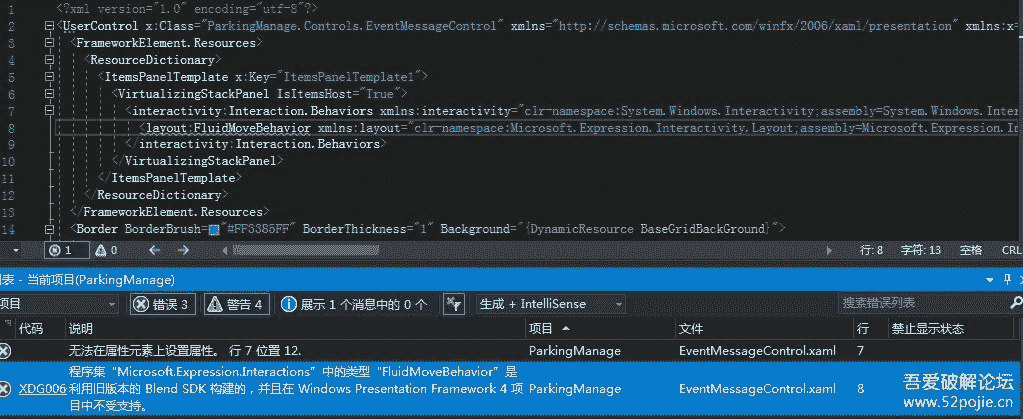 1 <?xml version="1.0" encoding="utf-8"?>
2 <UserControl x:Class="ParkingManage.Controls.EventMessageControl" xmlns="http://schemas.microsoft.com/winfx/2006/xaml/presentation" xmlns:x=
3 <FrameworkElement.Resources>
4 <ResourceDictionary>
5 <ItemsPanelTemplate x:Key="ItemsPanelTemplate1">
6 <VirtualizingStackPanel IsItemsHost="True">
7 <interactivity:Interaction.Behaviors xmlns:interactivity="clr-namespace:System.Windows.Interactivity;assembly=System.Windows.Inter
8 <layout:FluidMoveBehavior xmlns:layout="clr-namespace:Microsoft.Expression.Interactivity.Layout;assembly=Microsoft.Expression.In
9 </interactivity:Interaction.Behaviors>
10 </VirtualizingStackPanel>
11 </ItemsPanelTemplate>
12 </ResourceDictionary>
13 </FrameworkElement.Resources>
14 <Border BorderBrush="#FF3385FF" BorderThickness="1" Background="{DynamicResource BaseGridBackGround}">
1 0 行: 8 字符: 13 空格 CRL
列表 - 当前项目(ParkingManage)
项目 错误 3 警告 4 展示 1 个消息中的 0 个 生成 + IntelliSense 搜索错误列表
代码 说明 项目 文件 行 禁止显示状态
无法在属性元素上设置属性。 行 7 位置 12. ParkingManage EventMessageControl.xaml 7
程序集“Microsoft.Expression.Interactions”中的类型“FluidMoveBehavior”是
XDG006 利用旧版本的 Blend SDK 构建的，并且在 Windows Presentation Framework 4 项 ParkingManage EventMessageControl.xaml 8
目中不受支持。
吾爱破解论坛
www.52pojie.cn